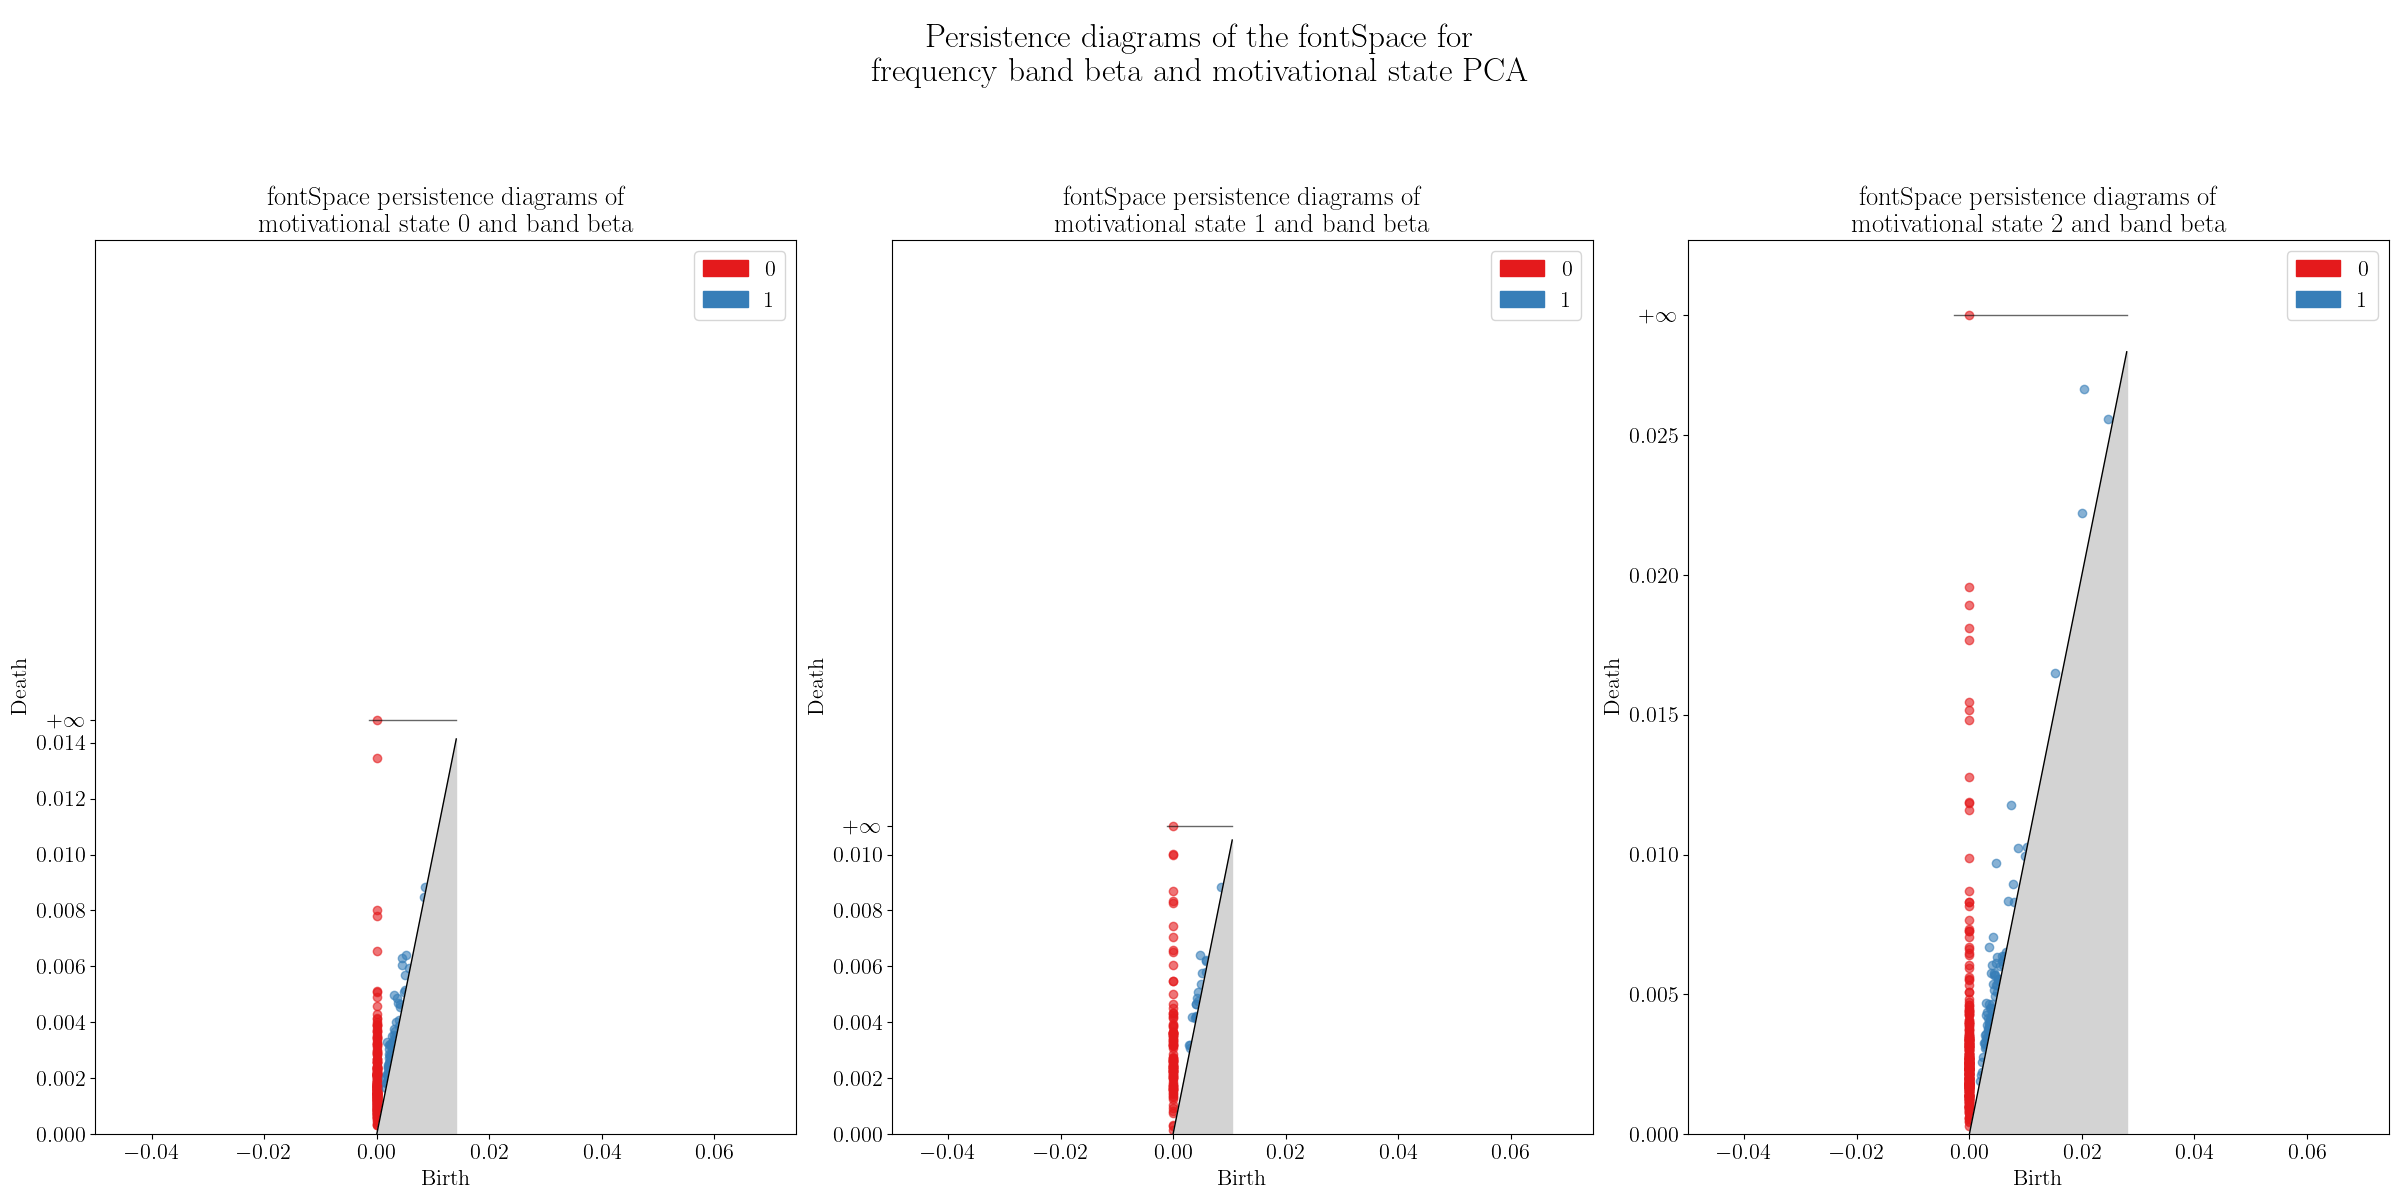 Persistence diagrams of the fontSpace for
frequency band beta and motivational state PCA
fontSpace persistence diagrams of
motivational state 0 and band beta
0
1
Death
+∞
0.014
0.012
0.010
0.008
0.006
0.004
0.002
0.000
−0.04 −0.02 0.00 0.02 0.04 0.06
Birth
fontSpace persistence diagrams of
motivational state 1 and band beta
0
1
Death
+∞
0.010
0.008
0.006
0.004
0.002
0.000
−0.04 −0.02 0.00 0.02 0.04 0.06
Birth
fontSpace persistence diagrams of
motivational state 2 and band beta
0
1
Death
+∞
0.025
0.020
0.015
0.010
0.005
0.000
−0.04 −0.02 0.00 0.02 0.04 0.06
Birth